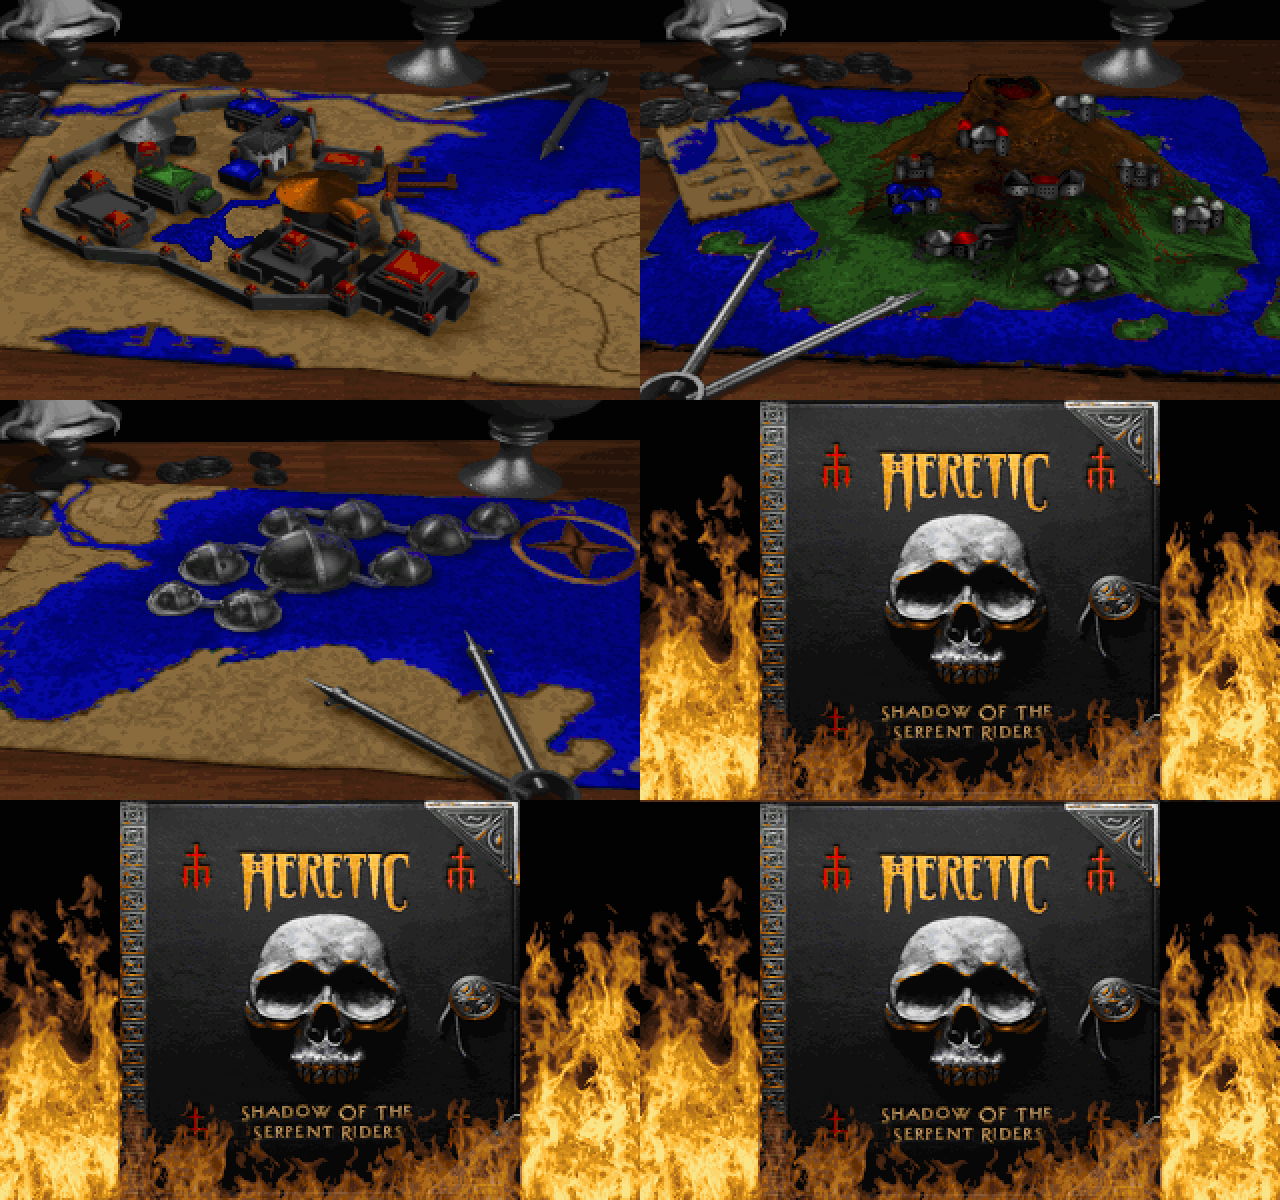 HERETIC
SHADOW OF THE
SERPENT RIDERS
HERETIC
SHADOW OF THE
SERPENT RIDERS
HERETIC
SHADOW OF THE
SERPENT RIDERS